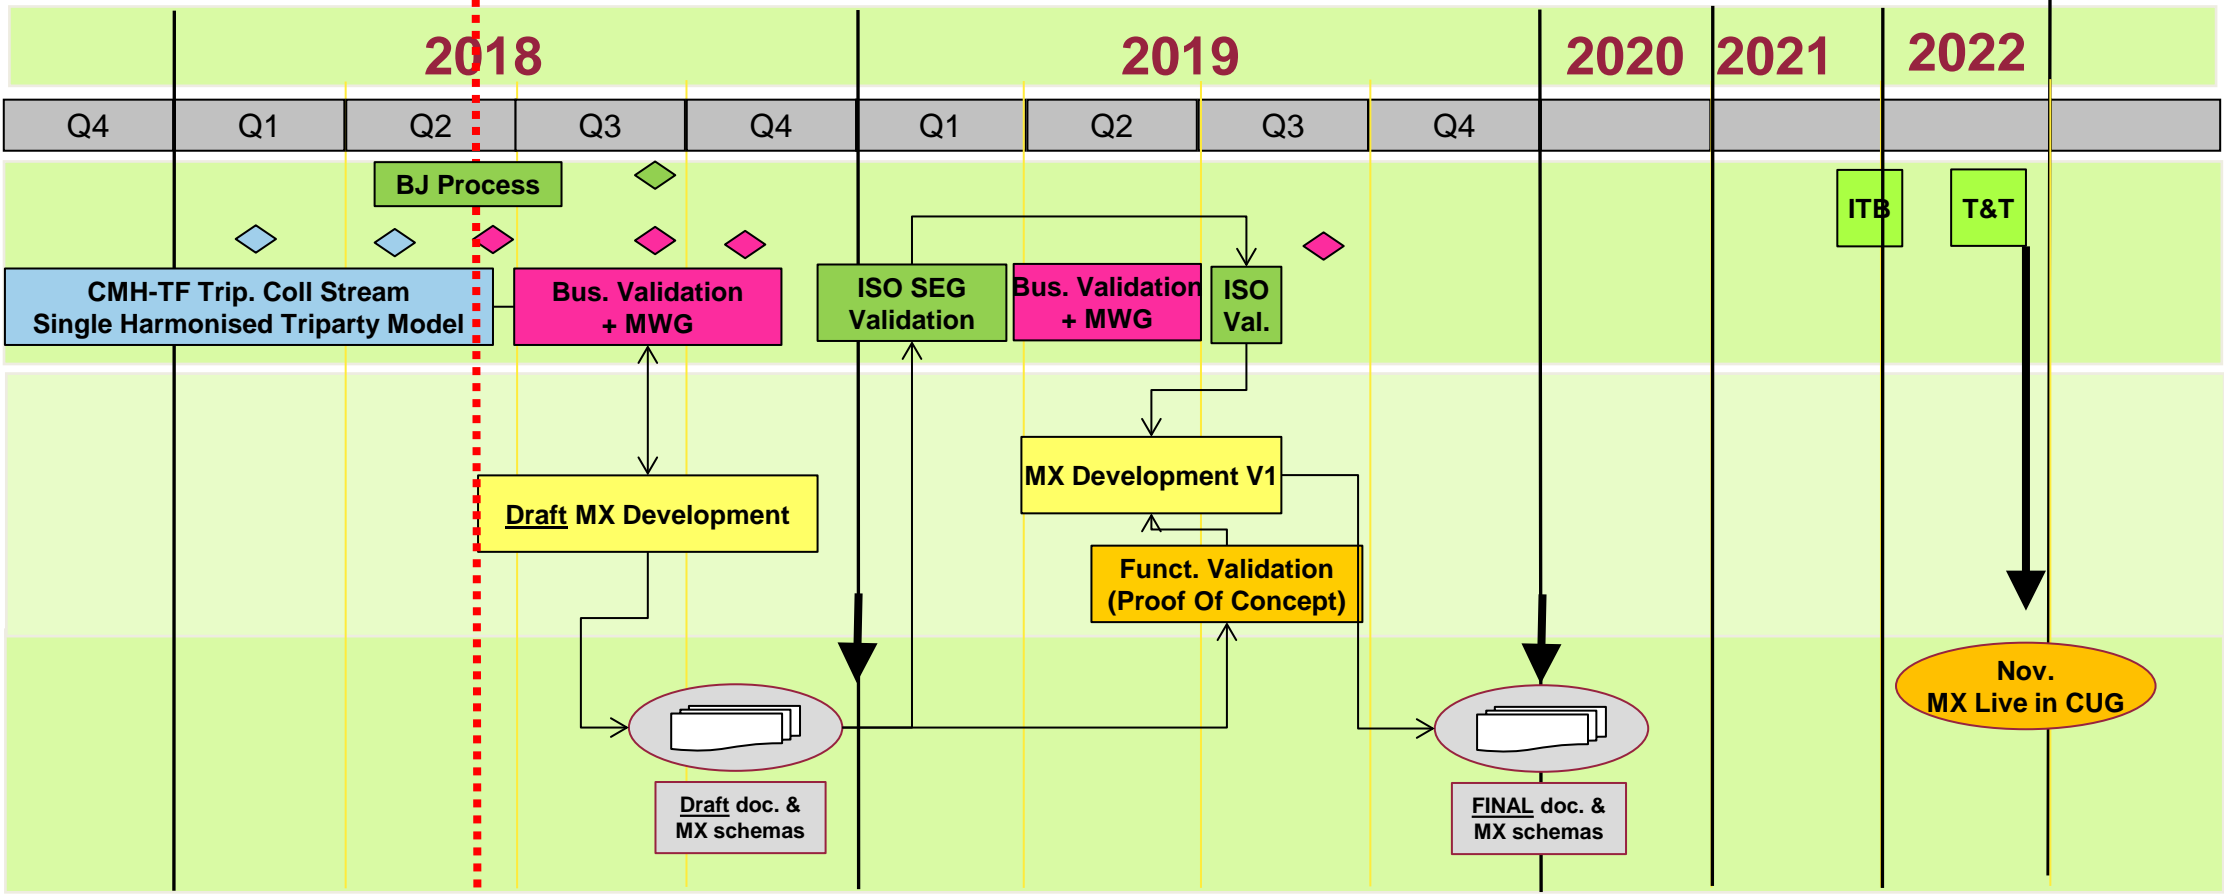 2018
2019
2020
2021
2022
Q4
Q1
Q2
Q3
Q4
Q1
Q2
Q3
Q4
BJ Process
ITB
T&T
CMH-TF Trip. Coll Stream
Single Harmonised Triparty Model
Bus. Validation
+ MWG
ISO SEG
Validation
Bus. Validation
+ MWG
ISO
Val.
MX Development V1
Draft MX Development
Funct. Validation
(Proof Of Concept)
Nov.
MX Live in CUG
Draft doc. &
MX schemas
FINAL doc. &
MX schemas